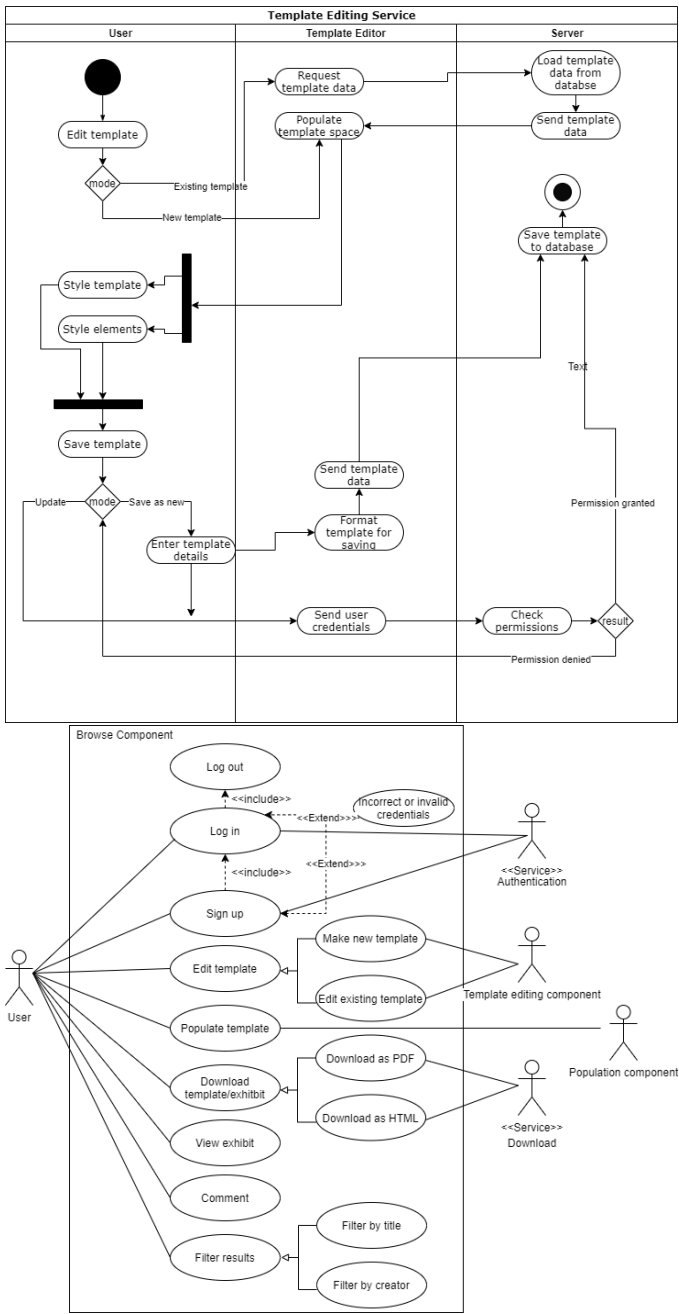 Template Editing Service
User
Template Editor
Server
Request
template data
Load template
data from
databse
Edit template
Populate
template space
Send template
data
mode
Existing template
New template
Save template
to database
Style template
Style elements
Text
Save template
Send template
data
Update
mode
Save as new
Permission granted
Format
template for
saving
Enter template
details
Send user
credentials
Check
permissions
result
Permission denied
Browse Component
Log out
<<include>>
Incorrect or invalid
credentials
<<Extend>>>
Log in
<<Extend>>>
<<include>>
<<Service>>
Authentication
Sign up
Make new template
Edit template
Edit existing template
Template editing component
User
Populate template
Population component
Download as PDF
Download
template/exhitbit
Download as HTML
<<Service>>
Download
View exhibit
Comment
Filter by title
Filter results
Filter by creator